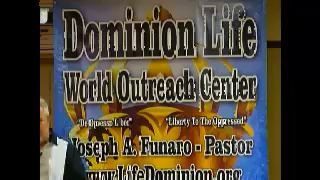 Dominion Life
World Outreach Center
"Liberty To The Oppressed"
Joseph A. Funaro - Pastor
www.LifeDominion.org